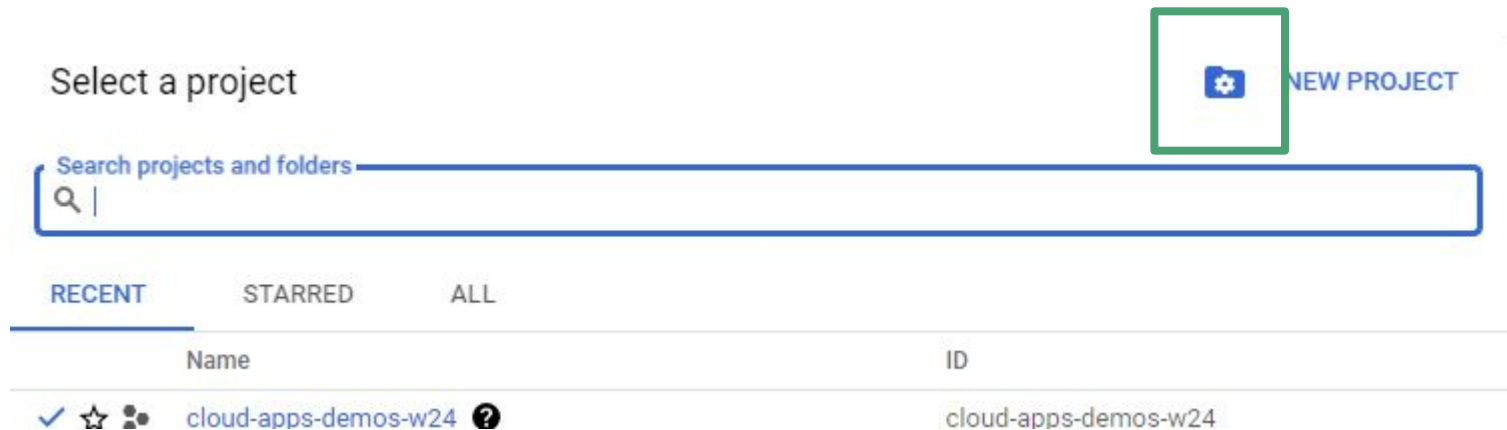 Select a project
NEW PROJECT
Search projects and folders
RECENT STARRED ALL
Name ID
cloud-apps-demos-w24 ? cloud-apps-demos-w24